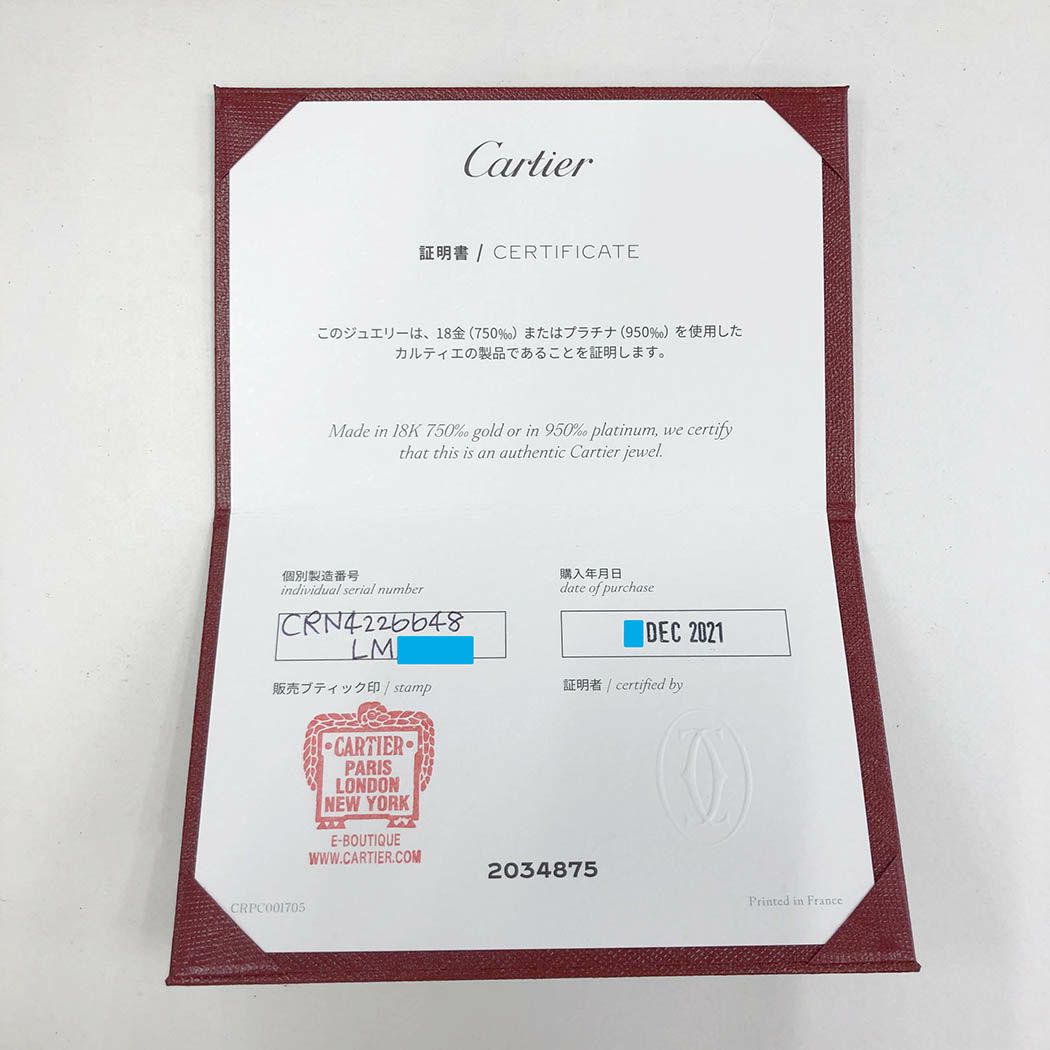 Cartier
証明書 / CERTIFICATE
このジュエリーは、18金(750‰)またはプラチナ(950‰)を使用した
カルティエの製品であることを証明します。
Made in 18K 750‰ gold or in 950‰ platinum, we certify
that this is an authentic Cartier jewel.
個別製造番号
individual serial number
CRN4226648
LM
購入年月日
date of purchase
DEC 2021
販売ブティック印 / stamp
証明者 / certified by
·CARTIER·
PARIS
LONDON
NEW YORK
E-BOUTIQUE
WWW.CARTIER.COM
2034875
CRPC001705
Printed in France